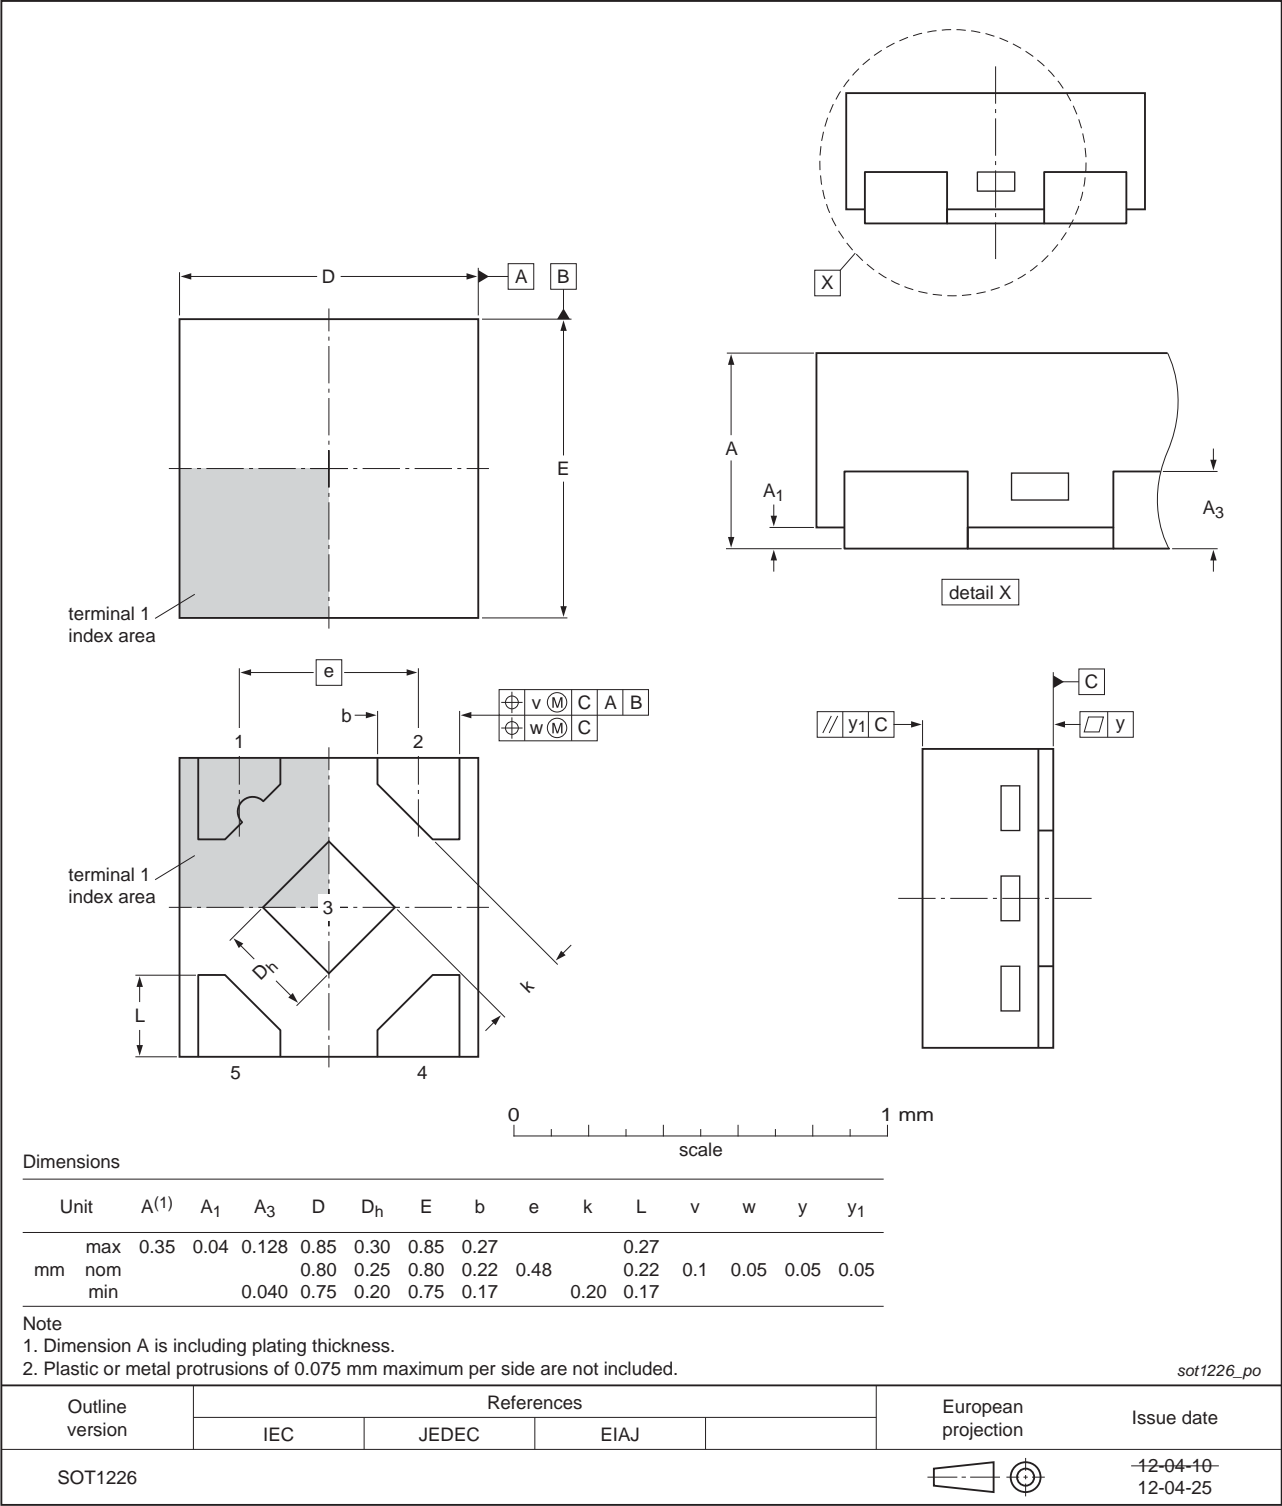 X
D
A
B
E
terminal 1
index area
A
A1
A3
detail X
e
b
v M C A B
w M C
1
2
terminal 1
index area
3
Dh
k
L
5
4
C
// y1 C
y
0
1 mm
scale
Dimensions
Unit A(1) A1 A3 D Dh E b e k L v w y y1
max 0.35 0.04 0.128 0.85 0.30 0.85 0.27 0.27
mm nom 0.80 0.25 0.80 0.22 0.48 0.22 0.1 0.05 0.05 0.05
min 0.040 0.75 0.20 0.75 0.17 0.20 0.17
Note
1. Dimension A is including plating thickness.
2. Plastic or metal protrusions of 0.075 mm maximum per side are not included.
sot1226_po
Outline
version
References
IEC JEDEC EIAJ
European
projection
Issue date
SOT1226
12-04-10
12-04-25